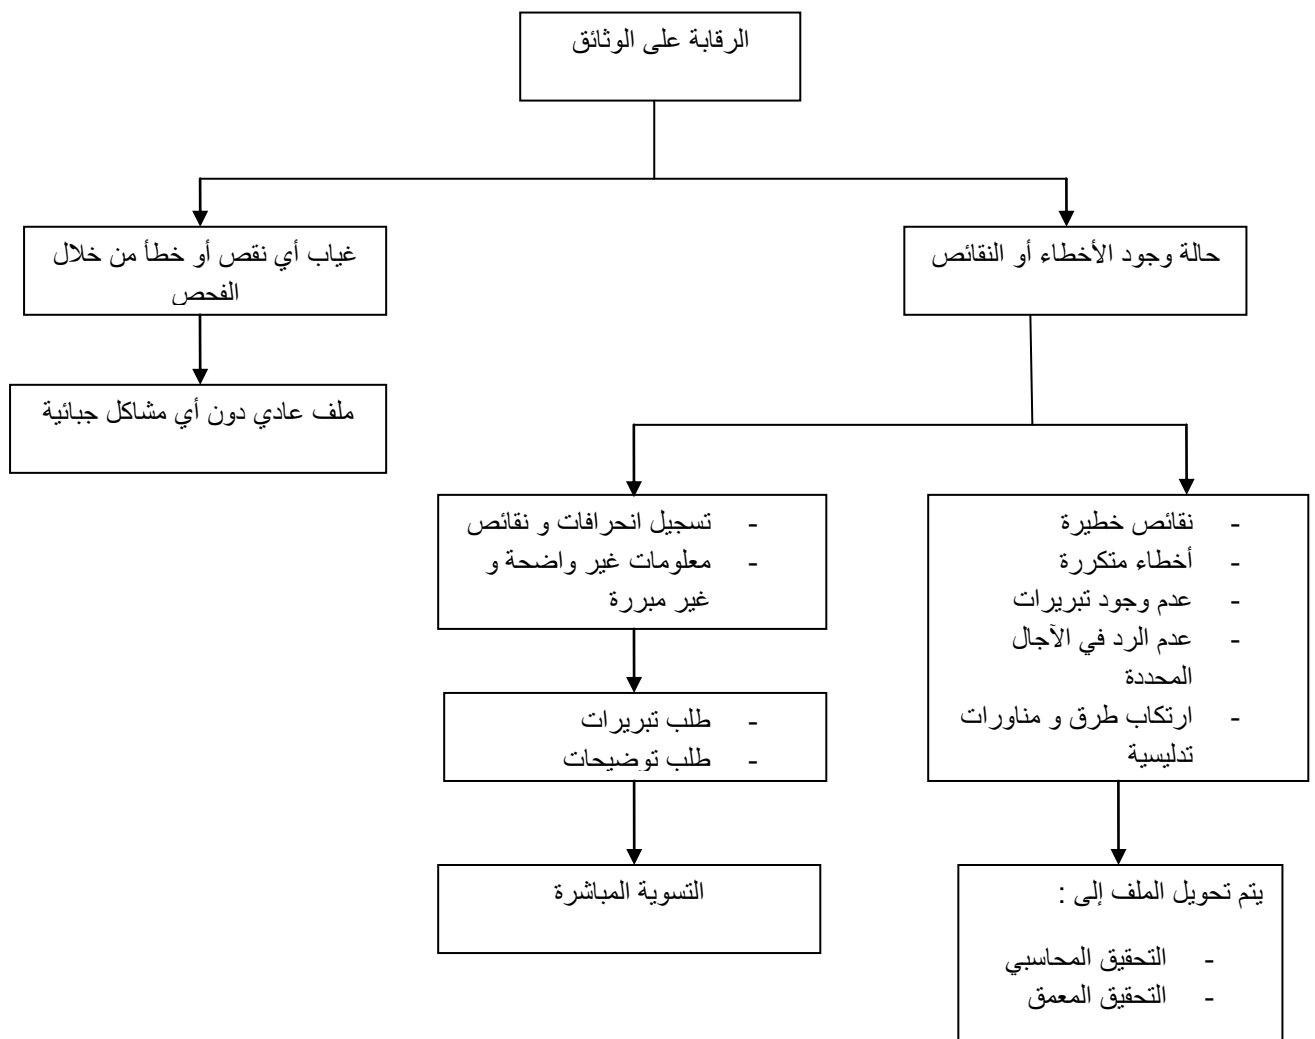 الرقابة على الوثائق
حالة وجود الأخطاء أو النقائص
غياب أي نقص أو خطأ من خلال
الفحص
ملف عادي دون أي مشاكل جبائية
- نقائص خطيرة
- أخطاء متكررة
- عدم وجود تبريرات
- عدم الرد في الآجال
المحددة
- ارتكاب طرق و مناورات
تدليسية
- تسجيل انحرافات و نقائص
- معلومات غير واضحة و
غير مبررة
- طلب تبريرات
- طلب توضيحات
يتم تحويل الملف إلى :
- التحقيق المحاسبي
- التحقيق المعمق
التسوية المباشرة